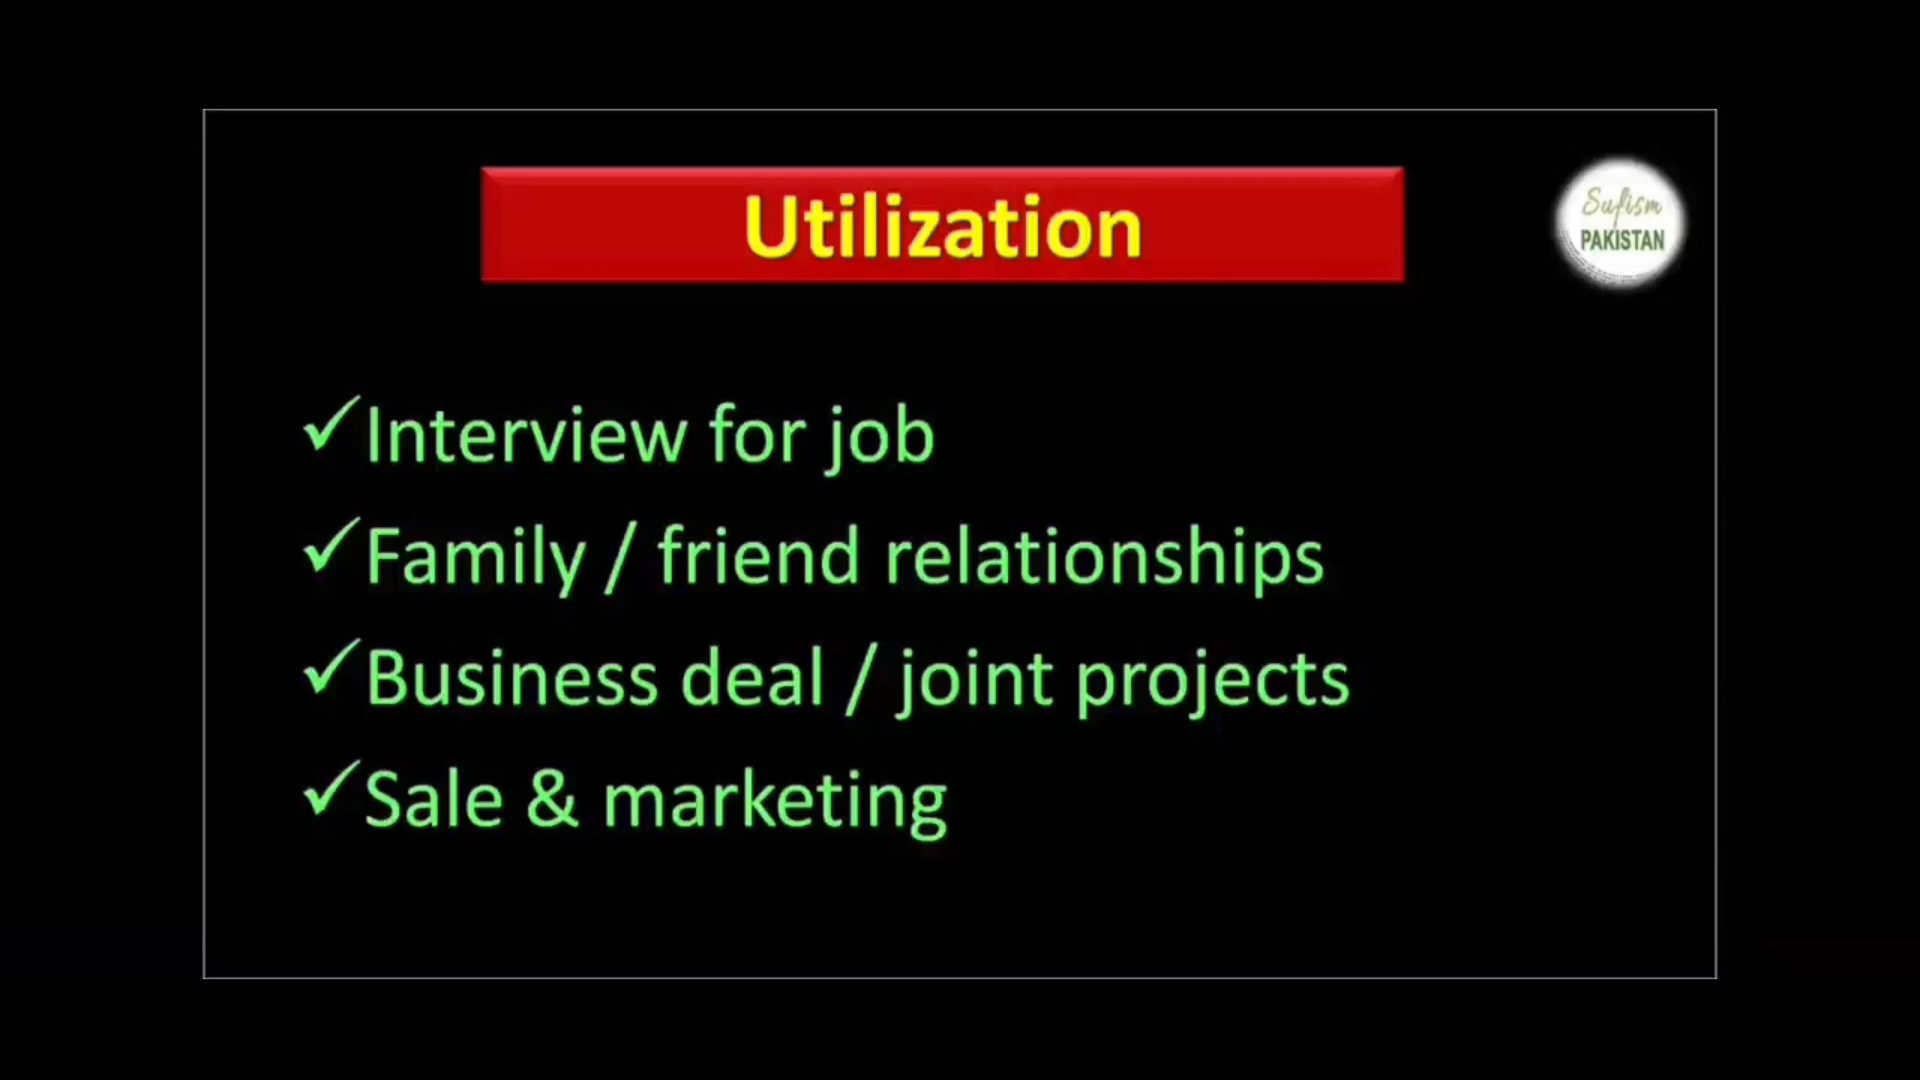 Utilization
Sufism
PAKISTAN
✓Interview for job
✓Family / friend relationships
✓Business deal / joint projects
✓Sale & marketing